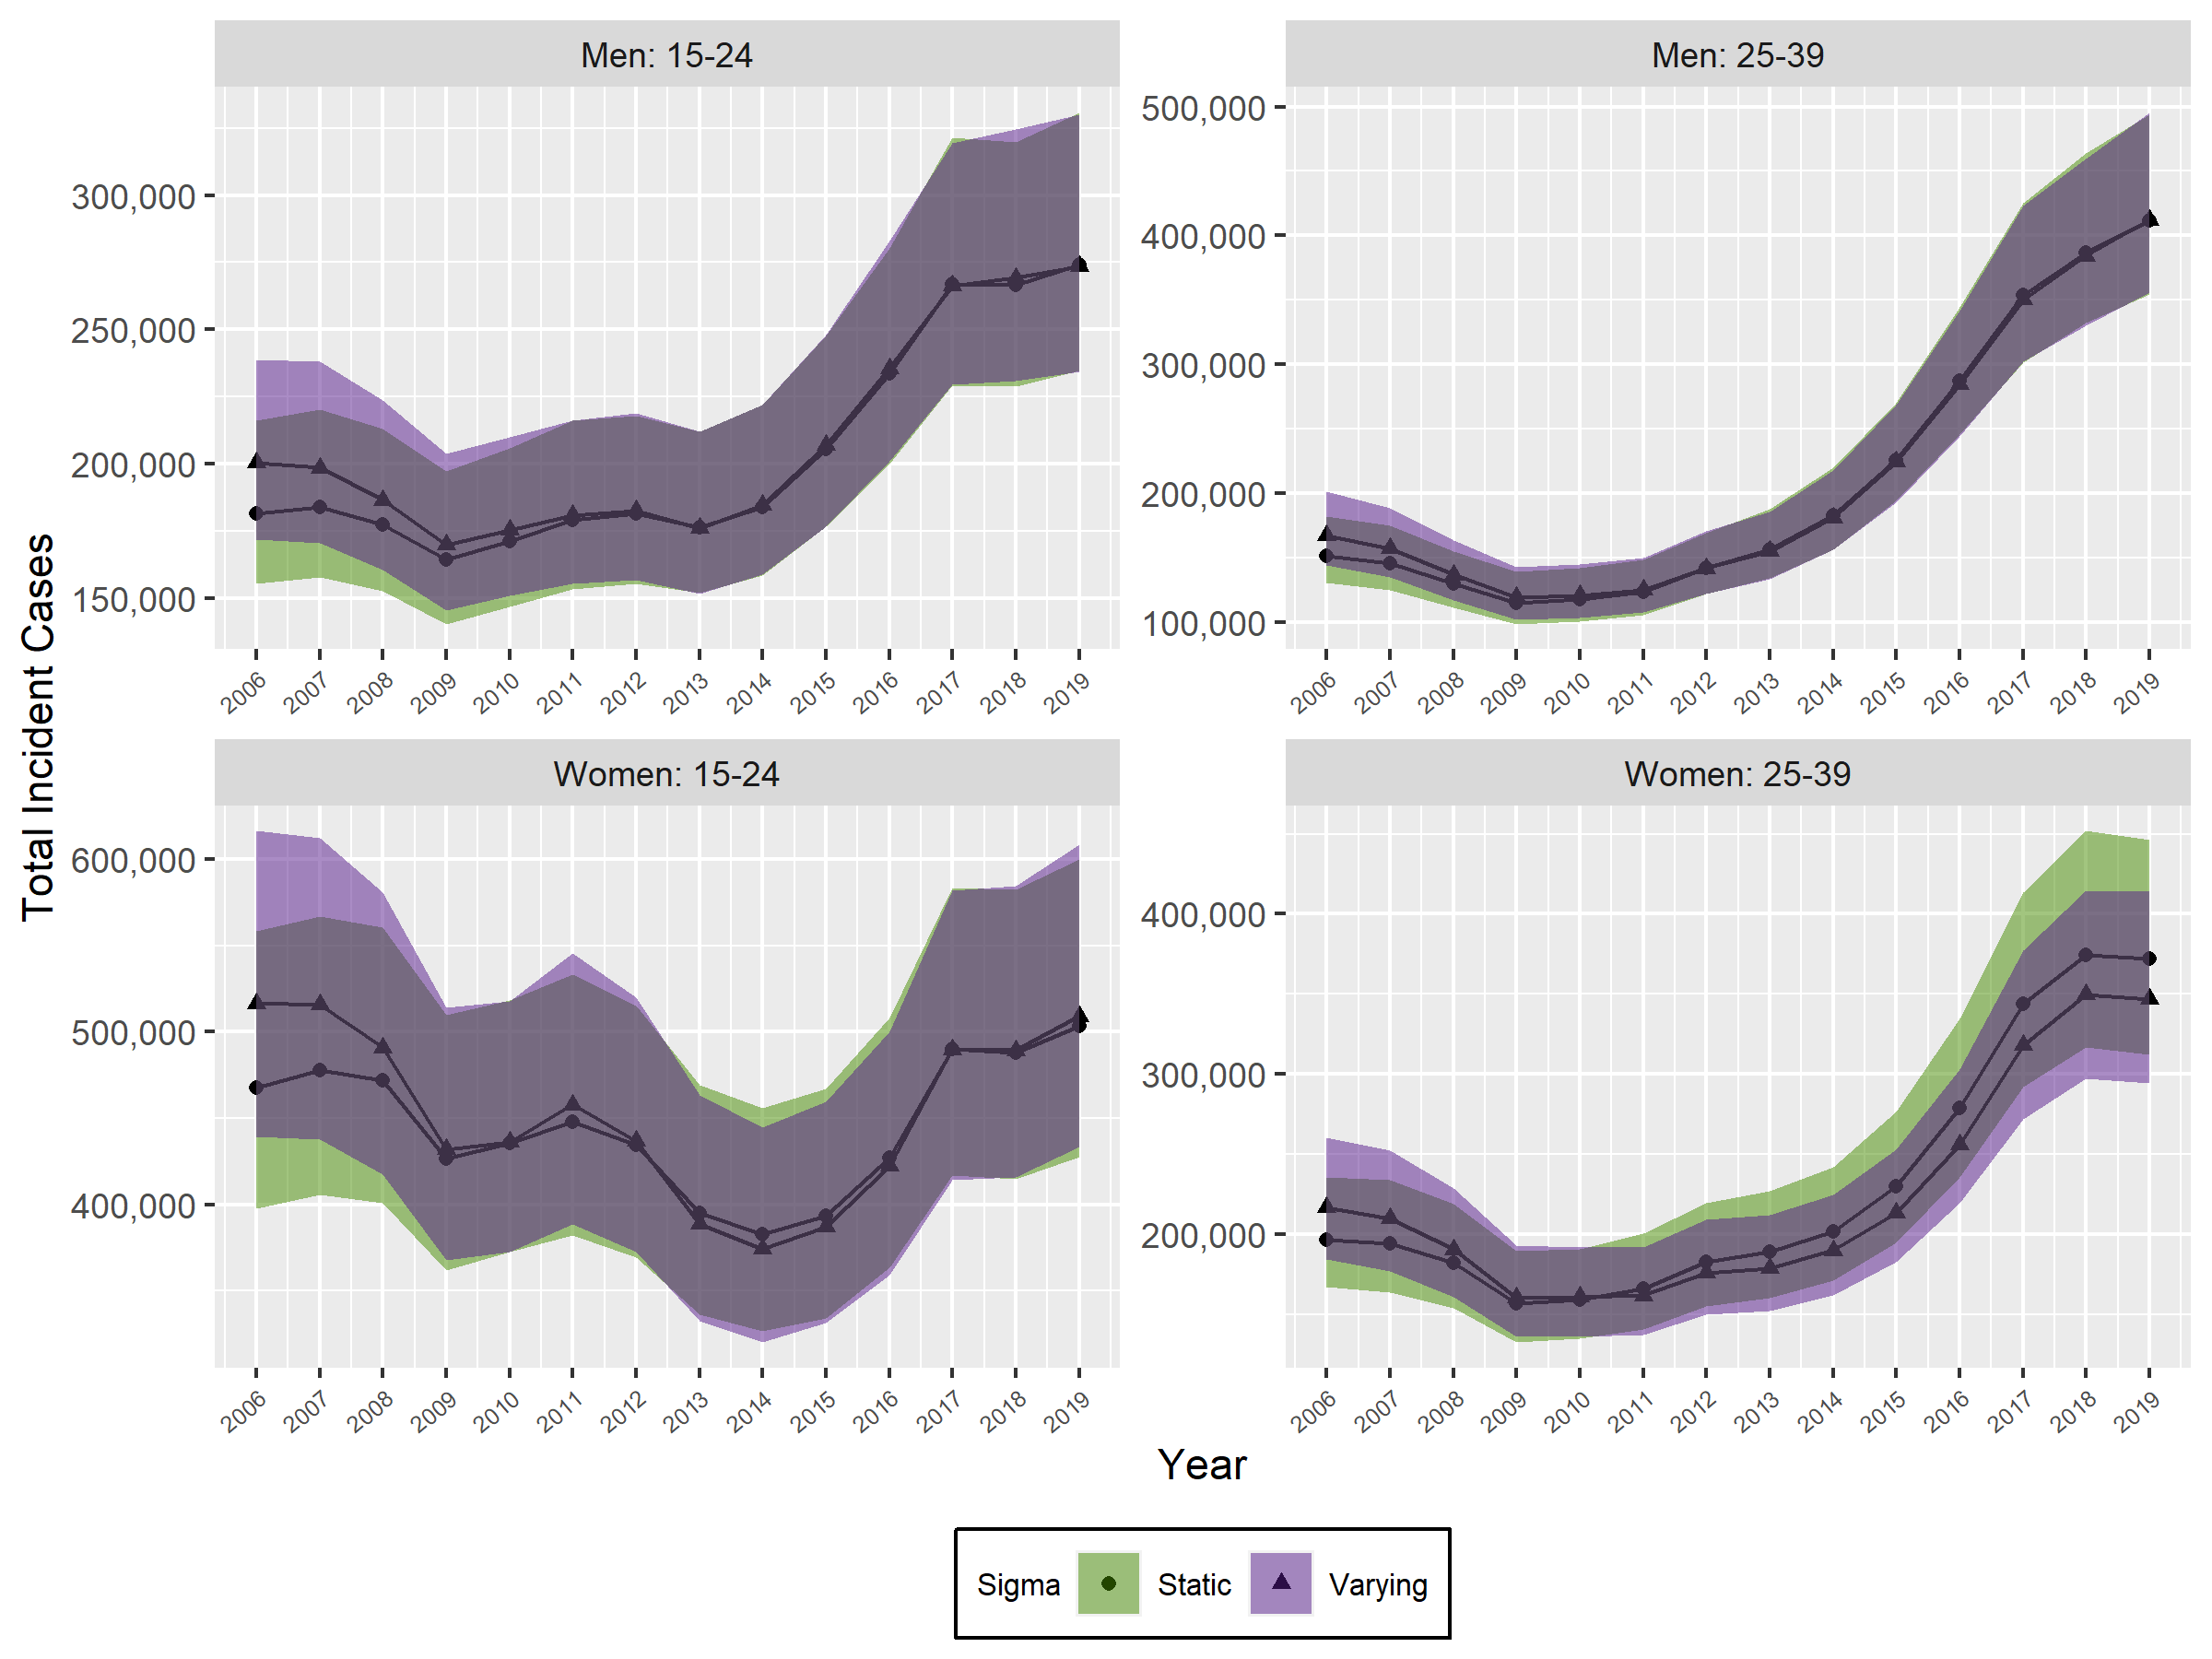 Men: 15-24
Men: 25-39
Total Incident Cases
300,000
250,000
200,000
150,000
500,000
400,000
300,000
200,000
100,000
2006 2007 2008 2009 2010 2011 2012 2013 2014 2015 2016 2017 2018 2019
2006 2007 2008 2009 2010 2011 2012 2013 2014 2015 2016 2017 2018 2019
Women: 15-24
Women: 25-39
600,000
500,000
400,000
400,000
300,000
200,000
2006 2007 2008 2009 2010 2011 2012 2013 2014 2015 2016 2017 2018 2019
2006 2007 2008 2009 2010 2011 2012 2013 2014 2015 2016 2017 2018 2019
Year
Sigma Static Varying